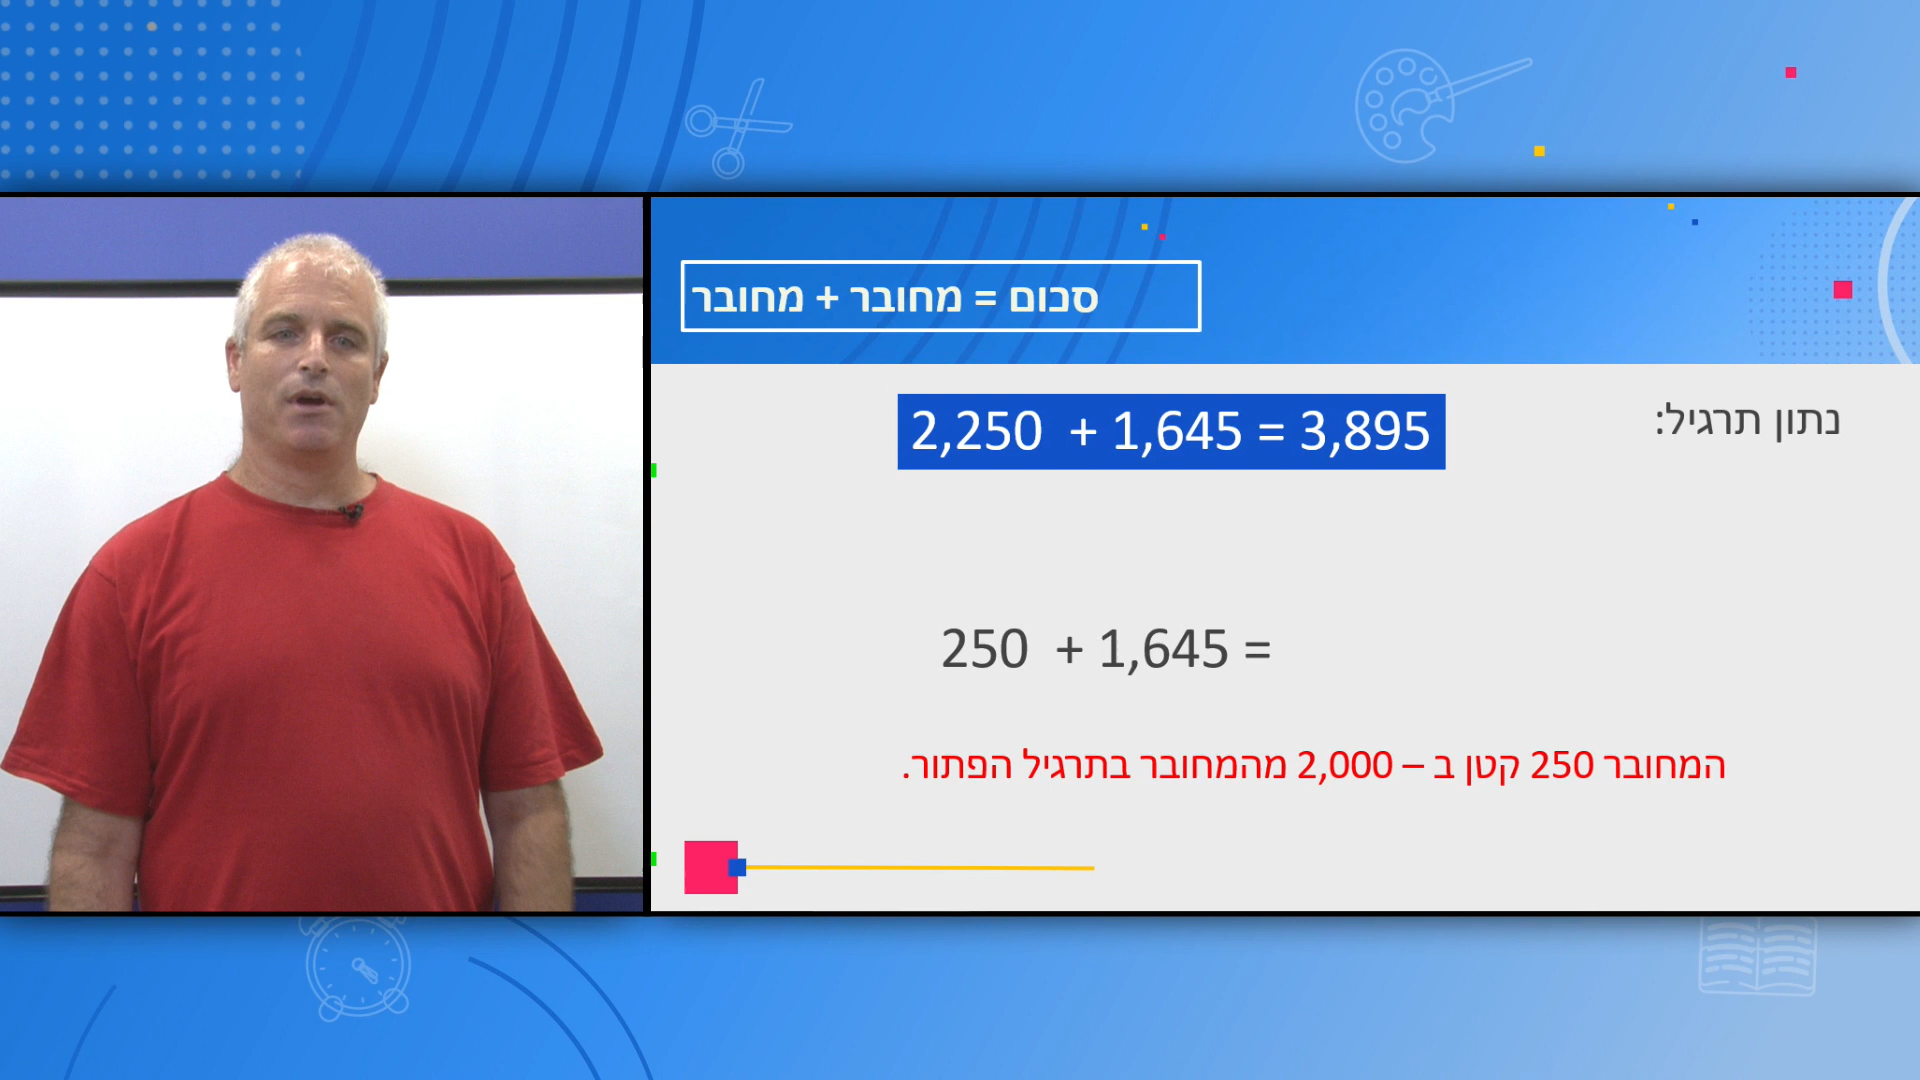 מחובר + מחובר = סכום
נתון תרגיל:
2,250 + 1,645 = 3,895
250 + 1,645 =
המחובר 250 קטן ב – 2,000 מהמחובר בתרגיל הפתור.